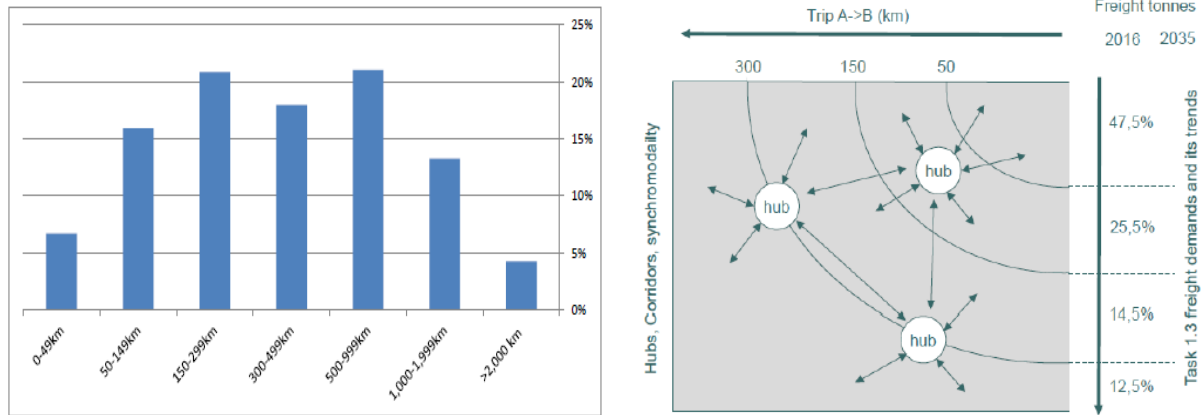 25%
20%
15%
10%
5%
0%
0-49km
50-149km
150-299km
300-499km
500-999km
1,000-1,999km
>2,000 km
Trip A->B (km)
Freight tonnes
2016 2035
300 150 50
Hubs, Corridors, synchromodality
hub
hub
hub
47,5%
25,5%
14,5%
12,5%
Task 1.3 freight demands and its trends